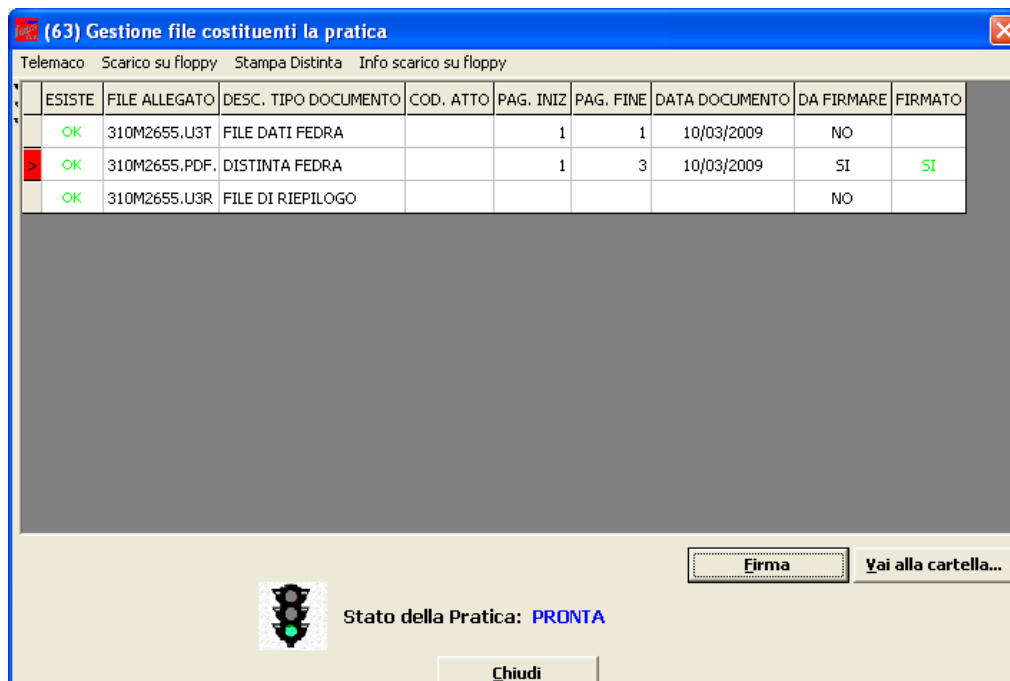 (63) Gestione file costituenti la pratica
Telemaco Scarico su floppy Stampa Distinta Info scarico su floppy
ESISTE FILE ALLEGATO DESC. TIPO DOCUMENTO COD. ATTO PAG. INIZ PAG. FINE DATA DOCUMENTO DA FIRMARE FIRMATO
OK 310M2655.U3T FILE DATI FEDRA 1 1 10/03/2009 NO
> OK 310M2655.PDF. DISTINTA FEDRA 1 3 10/03/2009 SI SI
OK 310M2655.U3R FILE DI RIEPILOGO NO
Firma Vai alla cartella...
Stato della Pratica: PRONTA
Chiudi